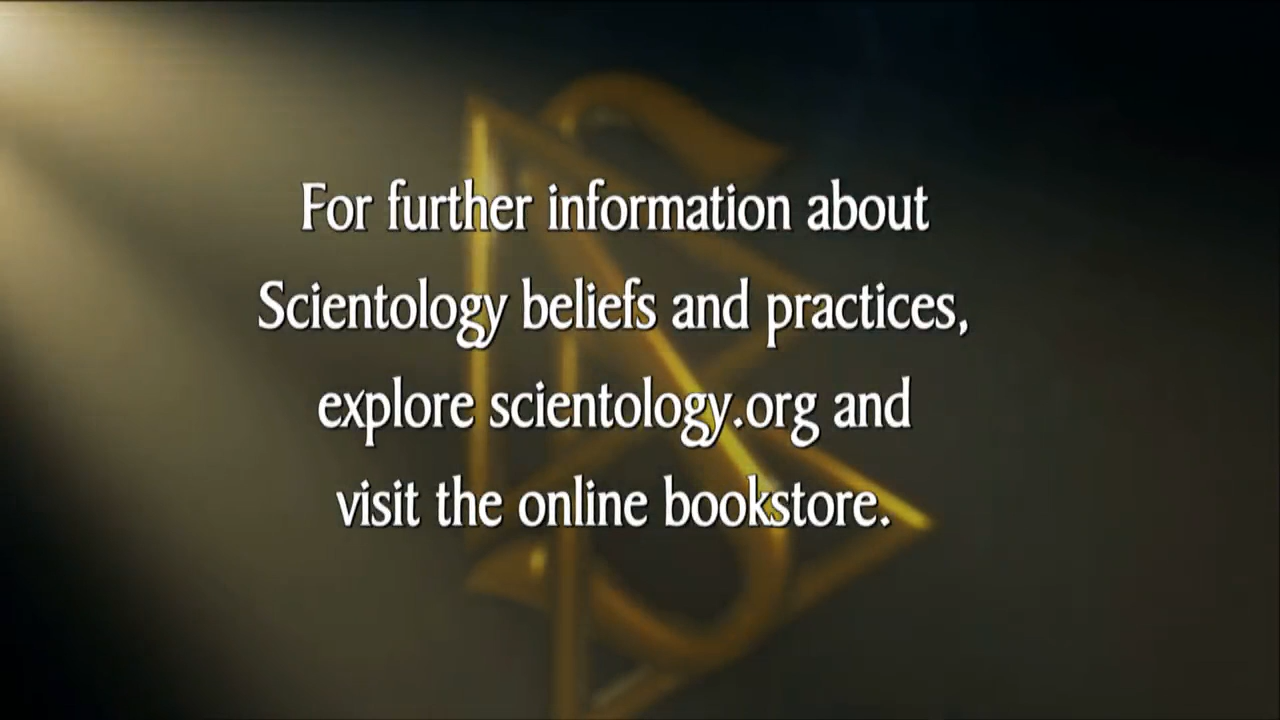 For further information about
Scientology beliefs and practices,
explore scientology.org and
visit the online bookstore.